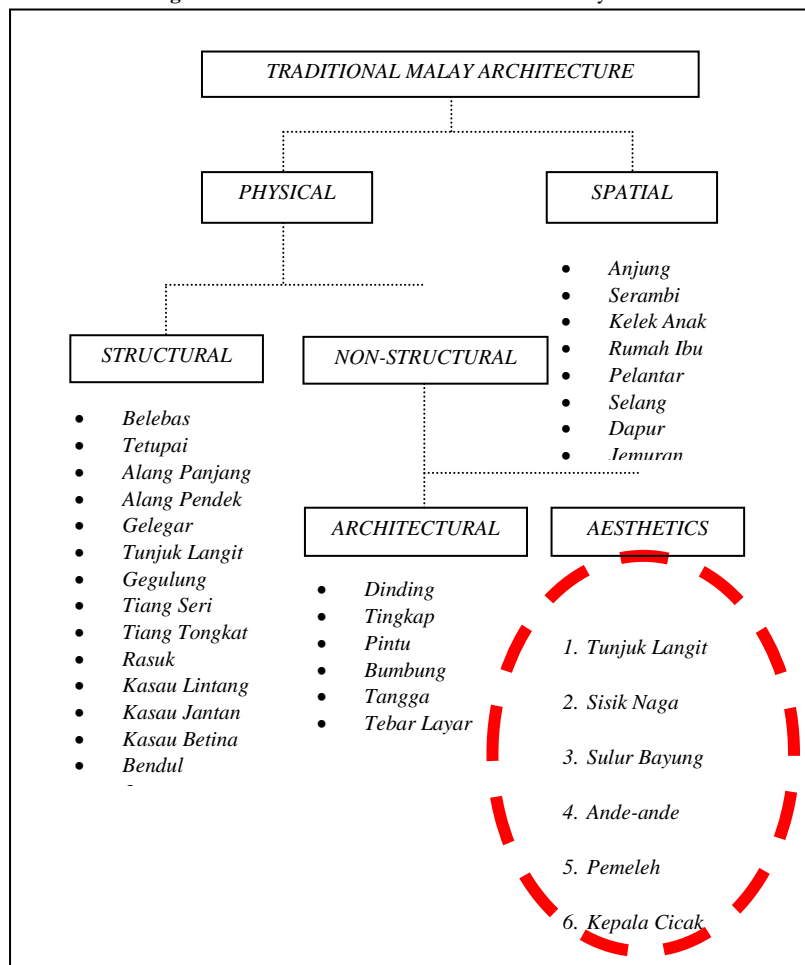 TRADITIONAL MALAY ARCHITECTURE
PHYSICAL
SPATIAL
• Anjung
• Serambi
• Kelek Anak
• Rumah Ibu
• Pelantar
• Selang
• Dapur
• Jemuran
STRUCTURAL
NON-STRUCTURAL
• Belebas
• Tetupai
• Alang Panjang
• Alang Pendek
• Gelegar
• Tunjuk Langit
• Gegulung
• Tiang Seri
• Tiang Tongkat
• Rasuk
• Kasau Lintang
• Kasau Jantan
• Kasau Betina
• Bendul
ARCHITECTURAL
AESTHETICS
• Dinding
• Tingkap
• Pintu
• Bumbung
• Tangga
• Tebar Layar
1. Tunjuk Langit
2. Sisik Naga
3. Sulur Bayung
4. Ande-ande
5. Pemeleh
6. Kepala Cicak